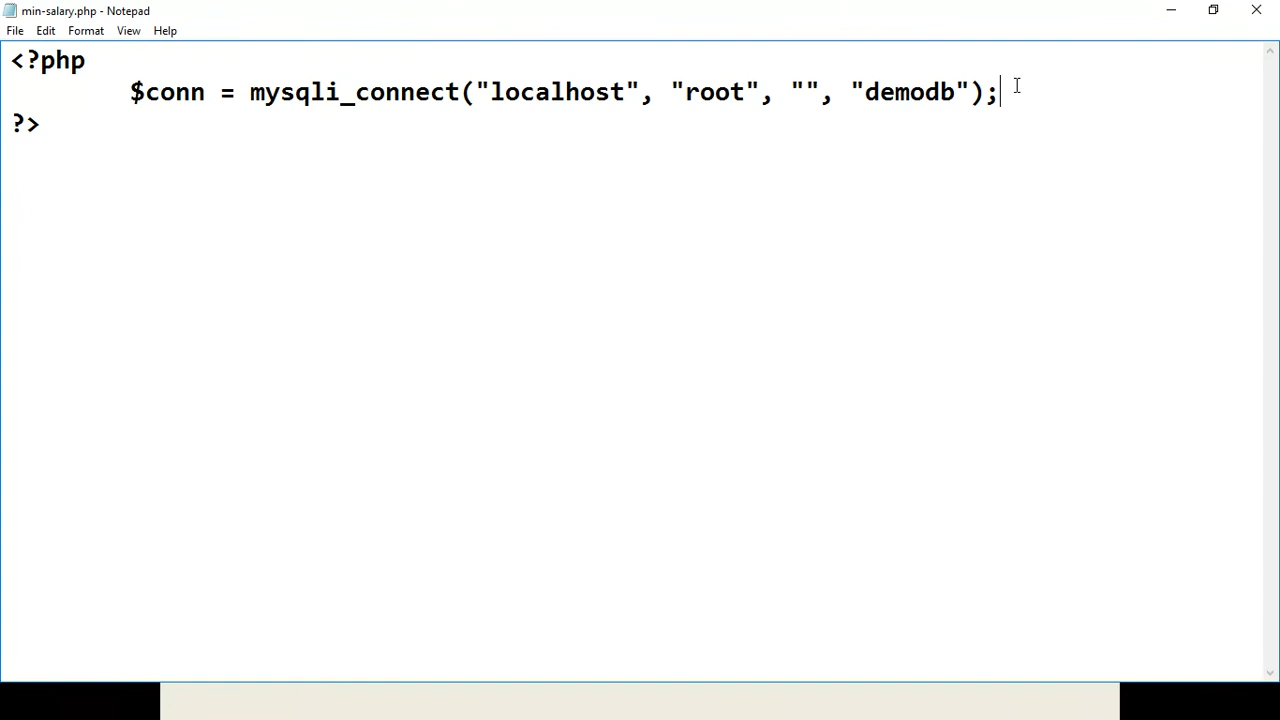 min-salary.php - Notepad
File Edit Format View Help
<?php
$conn = mysqli_connect("localhost", "root", "", "demodb");
?>